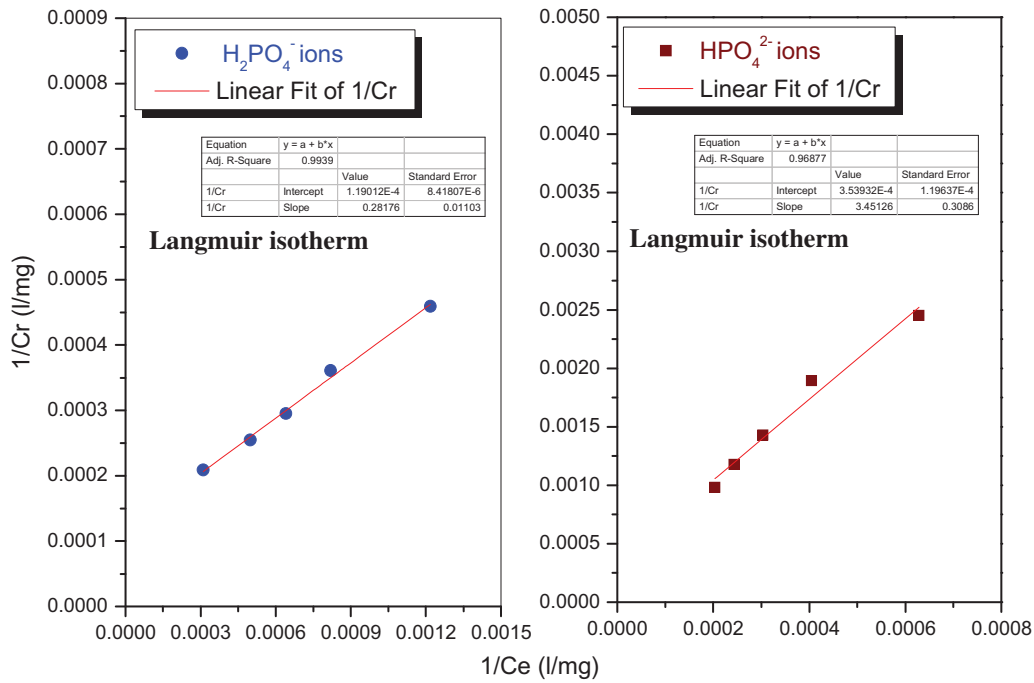 0.0009
0.0008
0.0007
0.0006
0.0005
0.0004
0.0003
0.0002
0.0001
0.0000
1/Cr (l/mg)
H₂PO₄⁻ ions
Linear Fit of 1/Cr
Equation y = a + b*x
Adj. R-Square 0.9939
Value Standard Error
1/Cr Intercept 1.19012E-4 8.41807E-6
1/Cr Slope 0.28176 0.01103
Langmuir isotherm
0.0000 0.0003 0.0006 0.0009 0.0012 0.0015
0.0050
0.0045
0.0040
0.0035
0.0030
0.0025
0.0020
0.0015
0.0010
0.0005
0.0000
HPO₄²⁻ ions
Linear Fit of 1/Cr
Equation y = a + b*x
Adj. R-Square 0.96877
Value Standard Error
1/Cr Intercept 3.53932E-4 1.19637E-4
1/Cr Slope 3.45126 0.3086
Langmuir isotherm
0.0000 0.0002 0.0004 0.0006 0.0008
1/Ce (l/mg)